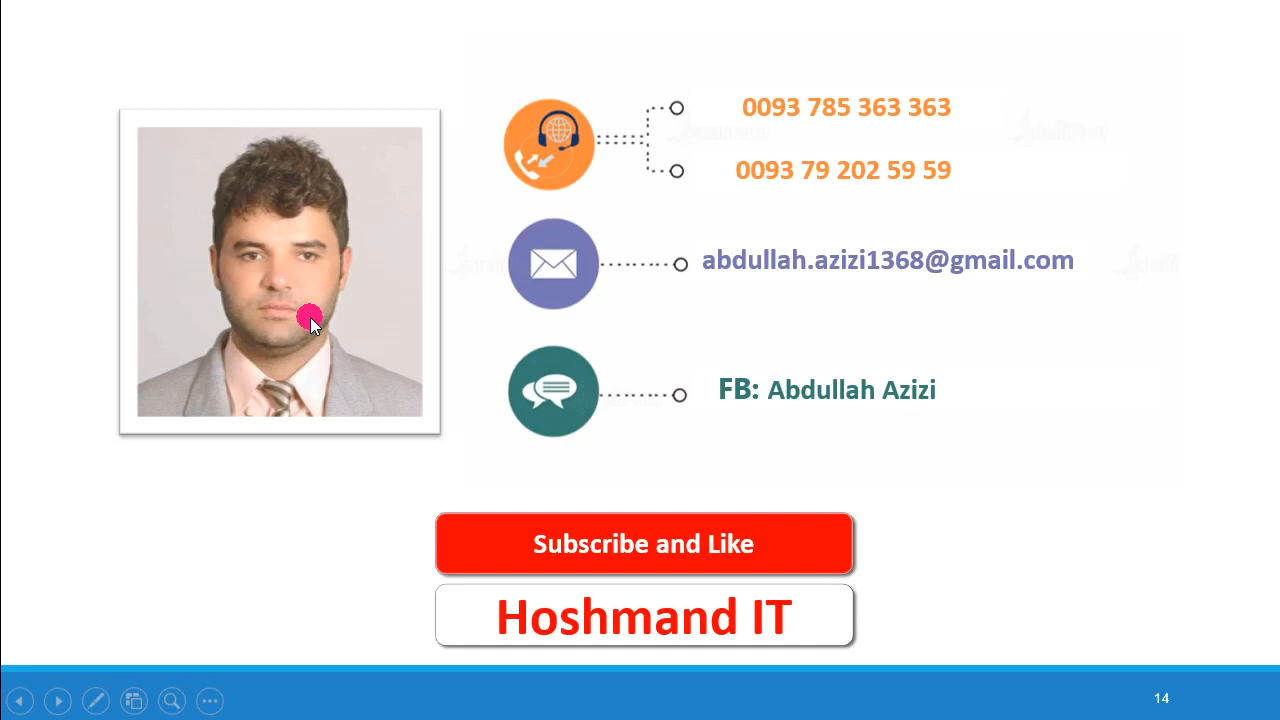 0093 785 363 363
0093 79 202 59 59
abdullah.azizi1368@gmail.com
FB: Abdullah Azizi
Subscribe and Like
Hoshmand IT
14